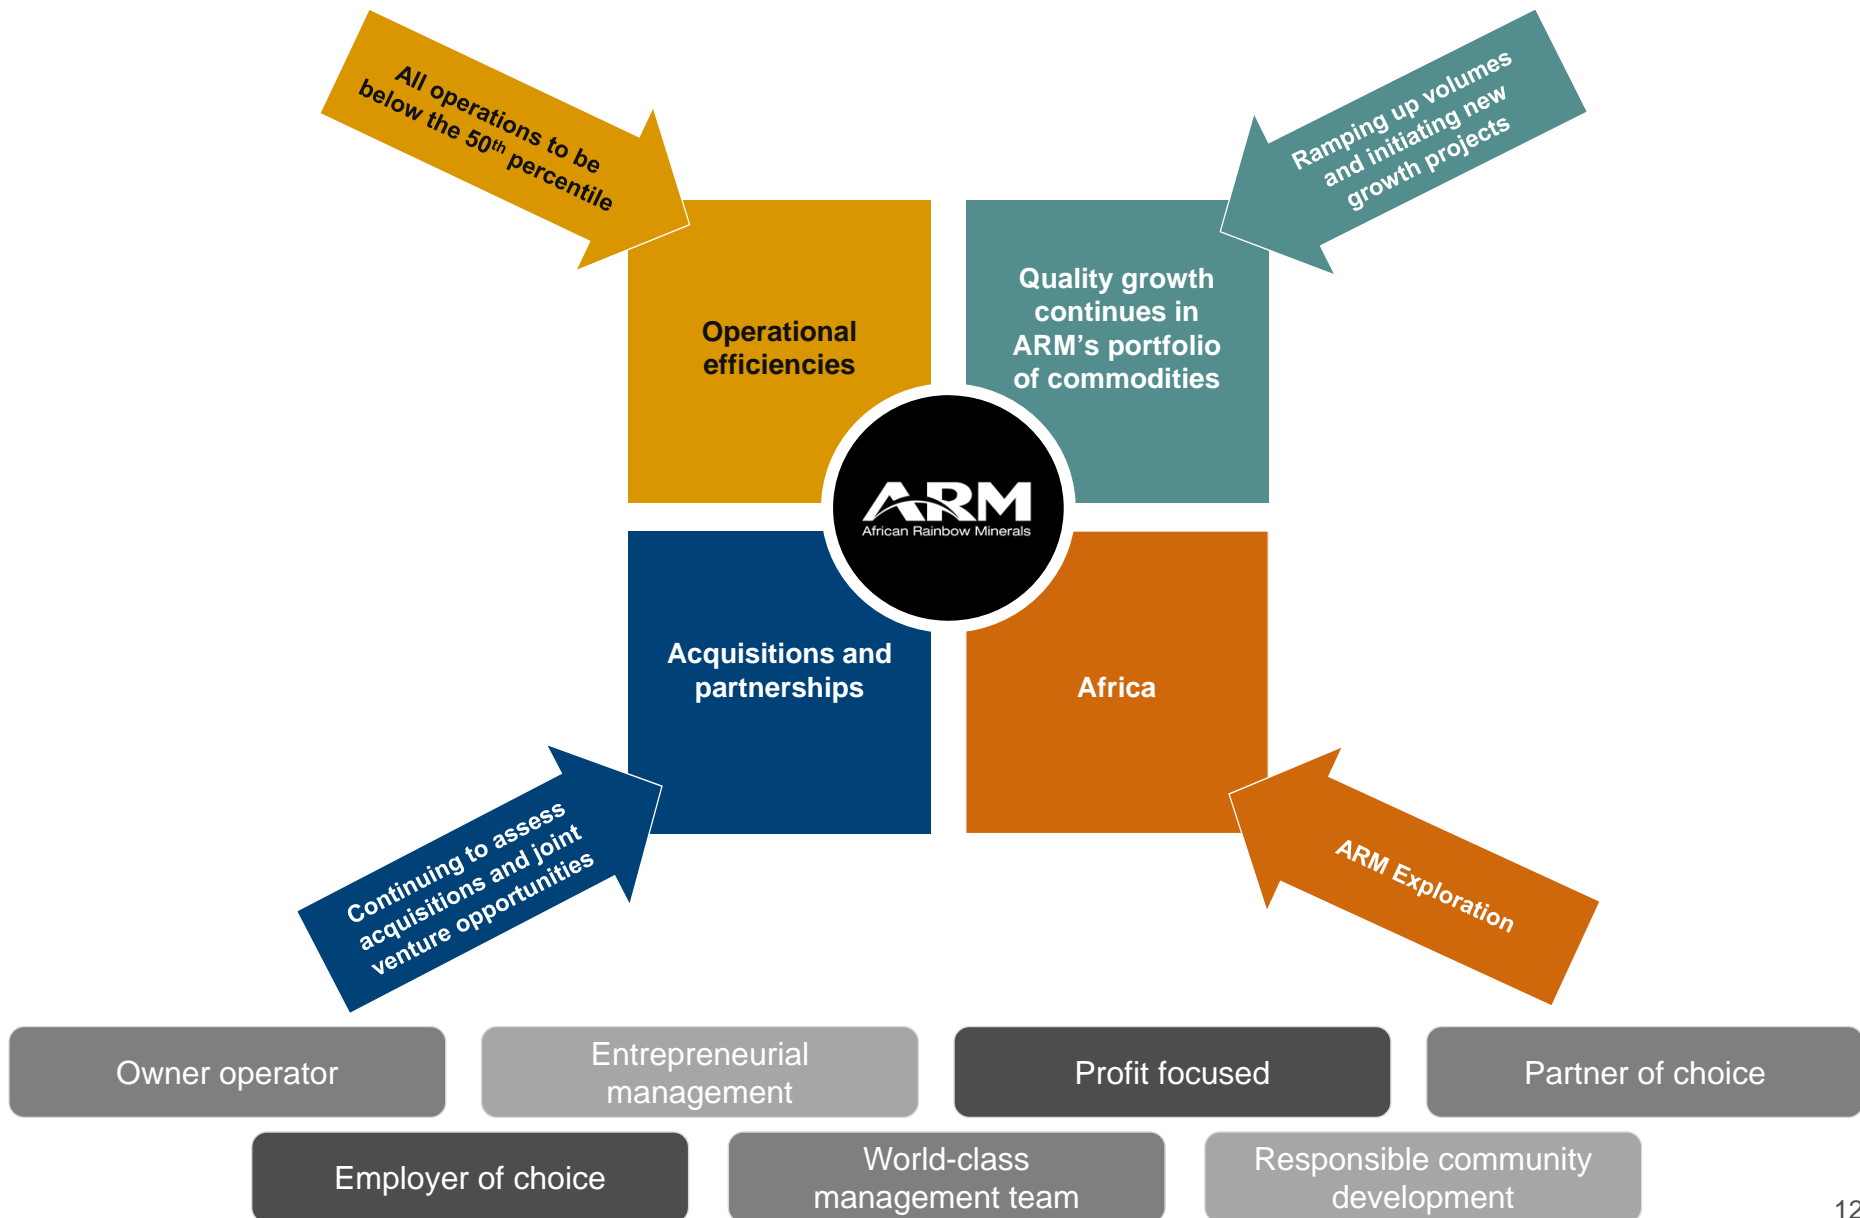 All operations to be
below the 50th percentile
Ramping up volumes
and initiating new
growth projects
Operational
efficiencies
Quality growth
continues in
ARM’s portfolio
of commodities
ARM
African Rainbow Minerals
Acquisitions and
partnerships
Africa
Continuing to assess
acquisitions and joint
venture opportunities
ARM Exploration
Owner operator
Entrepreneurial
management
Profit focused
Partner of choice
Employer of choice
World-class
management team
Responsible community
development
12